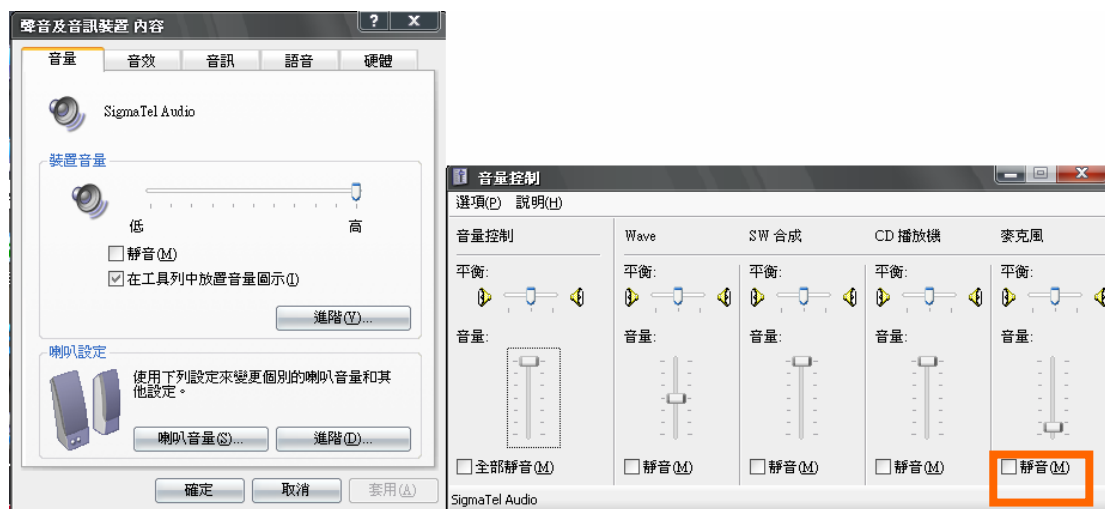 聲音及音訊裝置 內容
音量
音效
音訊
語音
硬體
SigmaTel Audio
裝置音量
低
高
靜音(M)
在工具列中放置音量圖示(I)
進階(V)...
喇叭設定
使用下列設定來變更個別的喇叭音量和其
他設定。
喇叭音量(S)...
進階(D)...
確定
取消
套用(A)
音量控制
選項(P) 說明(H)
音量控制
Wave
SW 合成
CD 播放機
麥克風
平衡:
平衡:
平衡:
平衡:
平衡:
音量:
音量:
音量:
音量:
音量:
全部靜音(M)
靜音(M)
靜音(M)
靜音(M)
靜音(M)
SigmaTel Audio